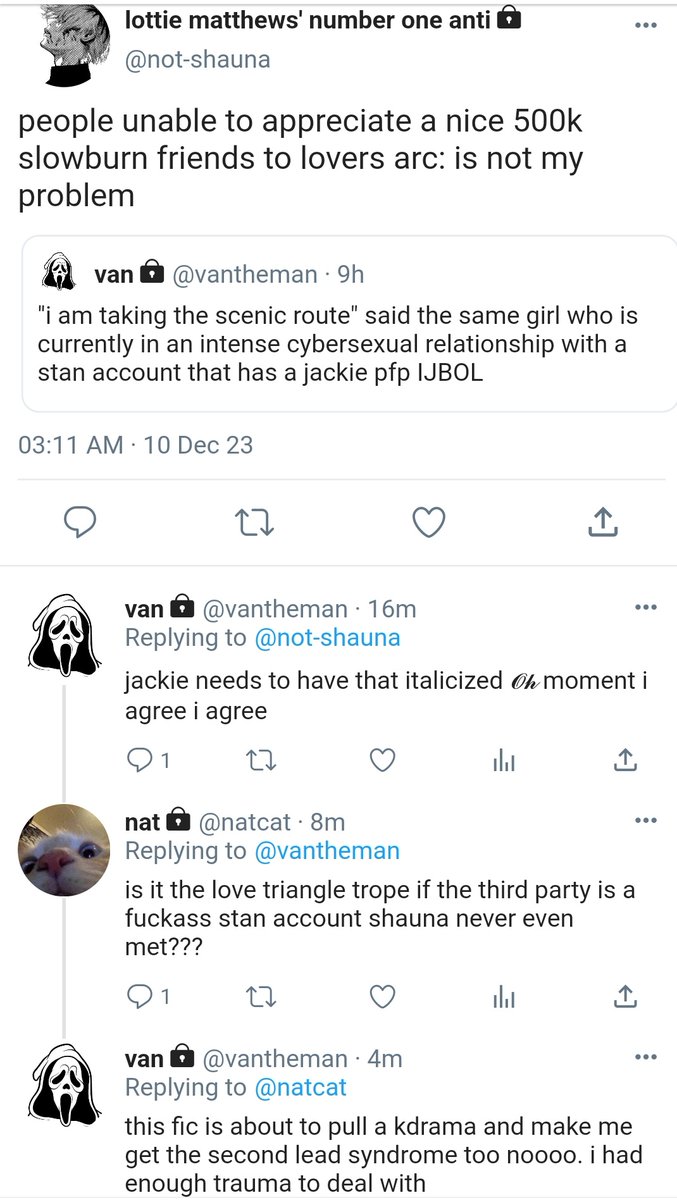 lottie matthews' number one anti
@not-shauna
people unable to appreciate a nice 500k
slowburn friends to lovers arc: is not my
problem
van @vantheman · 9h
"i am taking the scenic route" said the same girl who is
currently in an intense cybersexual relationship with a
stan account that has a jackie pfp IJBOL
03:11 AM · 10 Dec 23
van @vantheman · 16m
Replying to @not-shauna
jackie needs to have that italicized 𝓞𝓱 moment i
agree i agree
1
nat @natcat · 8m
Replying to @vantheman
is it the love triangle trope if the third party is a
fuckass stan account shauna never even
met???
1
van @vantheman · 4m
Replying to @natcat
this fic is about to pull a kdrama and make me
get the second lead syndrome too noooo. i had
enough trauma to deal with